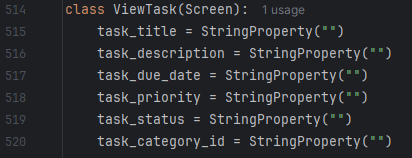 514 class ViewTask(Screen): 1 usage
515 task_title = StringProperty("")
516 task_description = StringProperty("")
517 task_due_date = StringProperty("")
518 task_priority = StringProperty("")
519 task_status = StringProperty("")
520 task_category_id = StringProperty("")